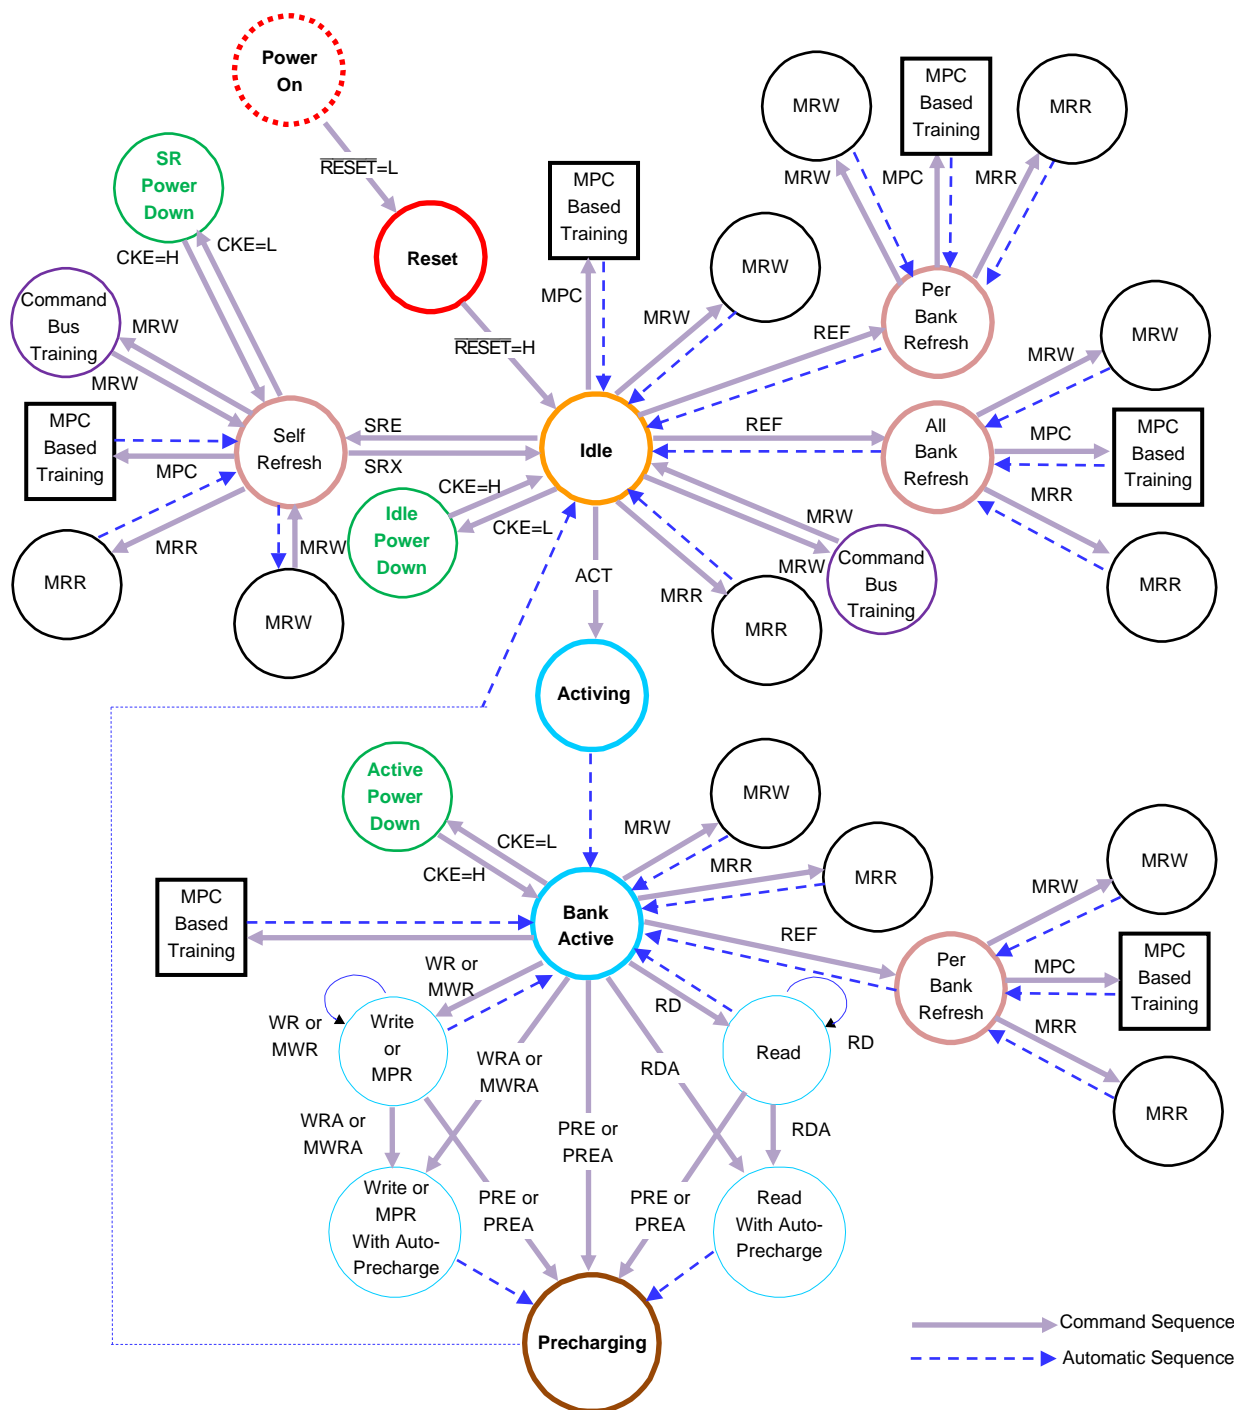 Power
On
RESET=L
Reset
RESET=H
SR
Power
Down
CKE=H
CKE=L
Command
Bus
Training
MRW
MRW
MPC
Based
Training
MPC
Self
Refresh
MRR
MRR
MRW
MRW
SRE
SRX
MPC
Based
Training
MPC
MRW
MRW
Idle
CKE=H
CKE=L
Idle
Power
Down
ACT
MRR
MRR
MRW
MRW
Command
Bus
Training
REF
REF
MRW
MPC
Based
Training
MRR
MRW
MPC
MRR
Per
Bank
Refresh
All
Bank
Refresh
MRW
MRW
MPC
MPC
Based
Training
MRR
MRR
Activing
Active
Power
Down
CKE=L
CKE=H
MRW
MRW
MRR
MRR
MPC
Based
Training
Bank
Active
REF
Per
Bank
Refresh
MRW
MRW
MPC
MPC
Based
Training
MRR
MRR
WR or
MWR
WR or
MWR
Write
or
MPR
RD
Read
RD
WRA or
MWRA
WRA or
MWRA
RDA
RDA
PRE or
PREA
PRE or
PREA
PRE or
PREA
Write or
MPR
With Auto-
Precharge
Read
With Auto-
Precharge
Precharging
Command Sequence
Automatic Sequence